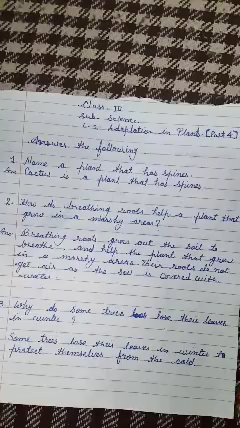 Class - III
Sub - Science
L-2 Adaptation in Plants [Part 4]
Answer the following
1 Name a plant that has spines.
Ans Cactus is a plant that has spines
2. How do breathing roots help a plant that
grow in a marshy area?
Ans Breathing roots grow out the soil to
breathe and help the plant that grow
in a marshy areas. Their roots do not
get air as the soil is covered with
water.
3. Why do some trees lose their leaves
in winter ?
Some trees lose their leaves in winter to
protect themselves from the cold.